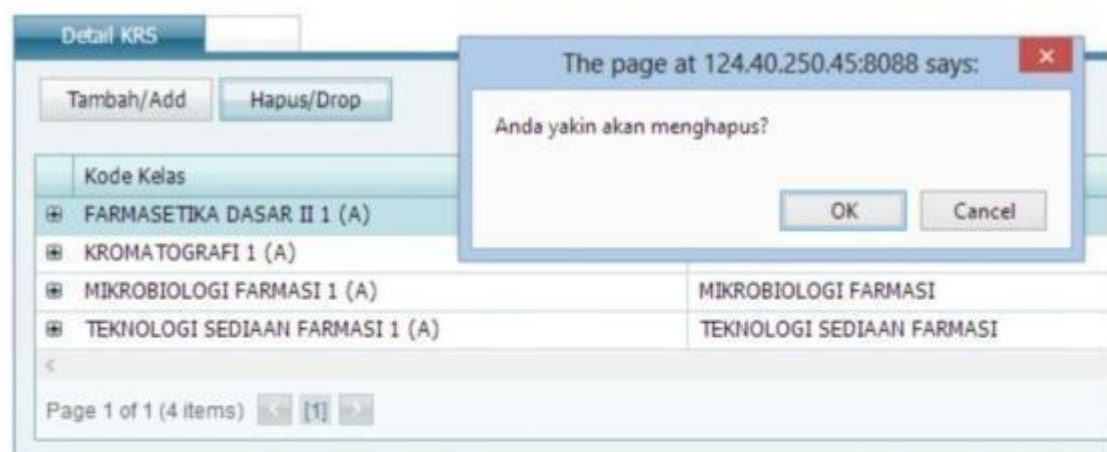 Detail KRS
The page at 124.40.250.45:8088 says:
Tambah/Add Hapus/Drop
Anda yakin akan menghapus?
OK Cancel
Kode Kelas
FARMASETIKA DASAR II 1 (A)
KROMATOGRAFI 1 (A)
MIKROBIOLOGI FARMASI 1 (A) MIKROBIOLOGI FARMASI
TEKNOLOGI SEDIAAN FARMASI 1 (A) TEKNOLOGI SEDIAAN FARMASI
Page 1 of 1 (4 items) [1]